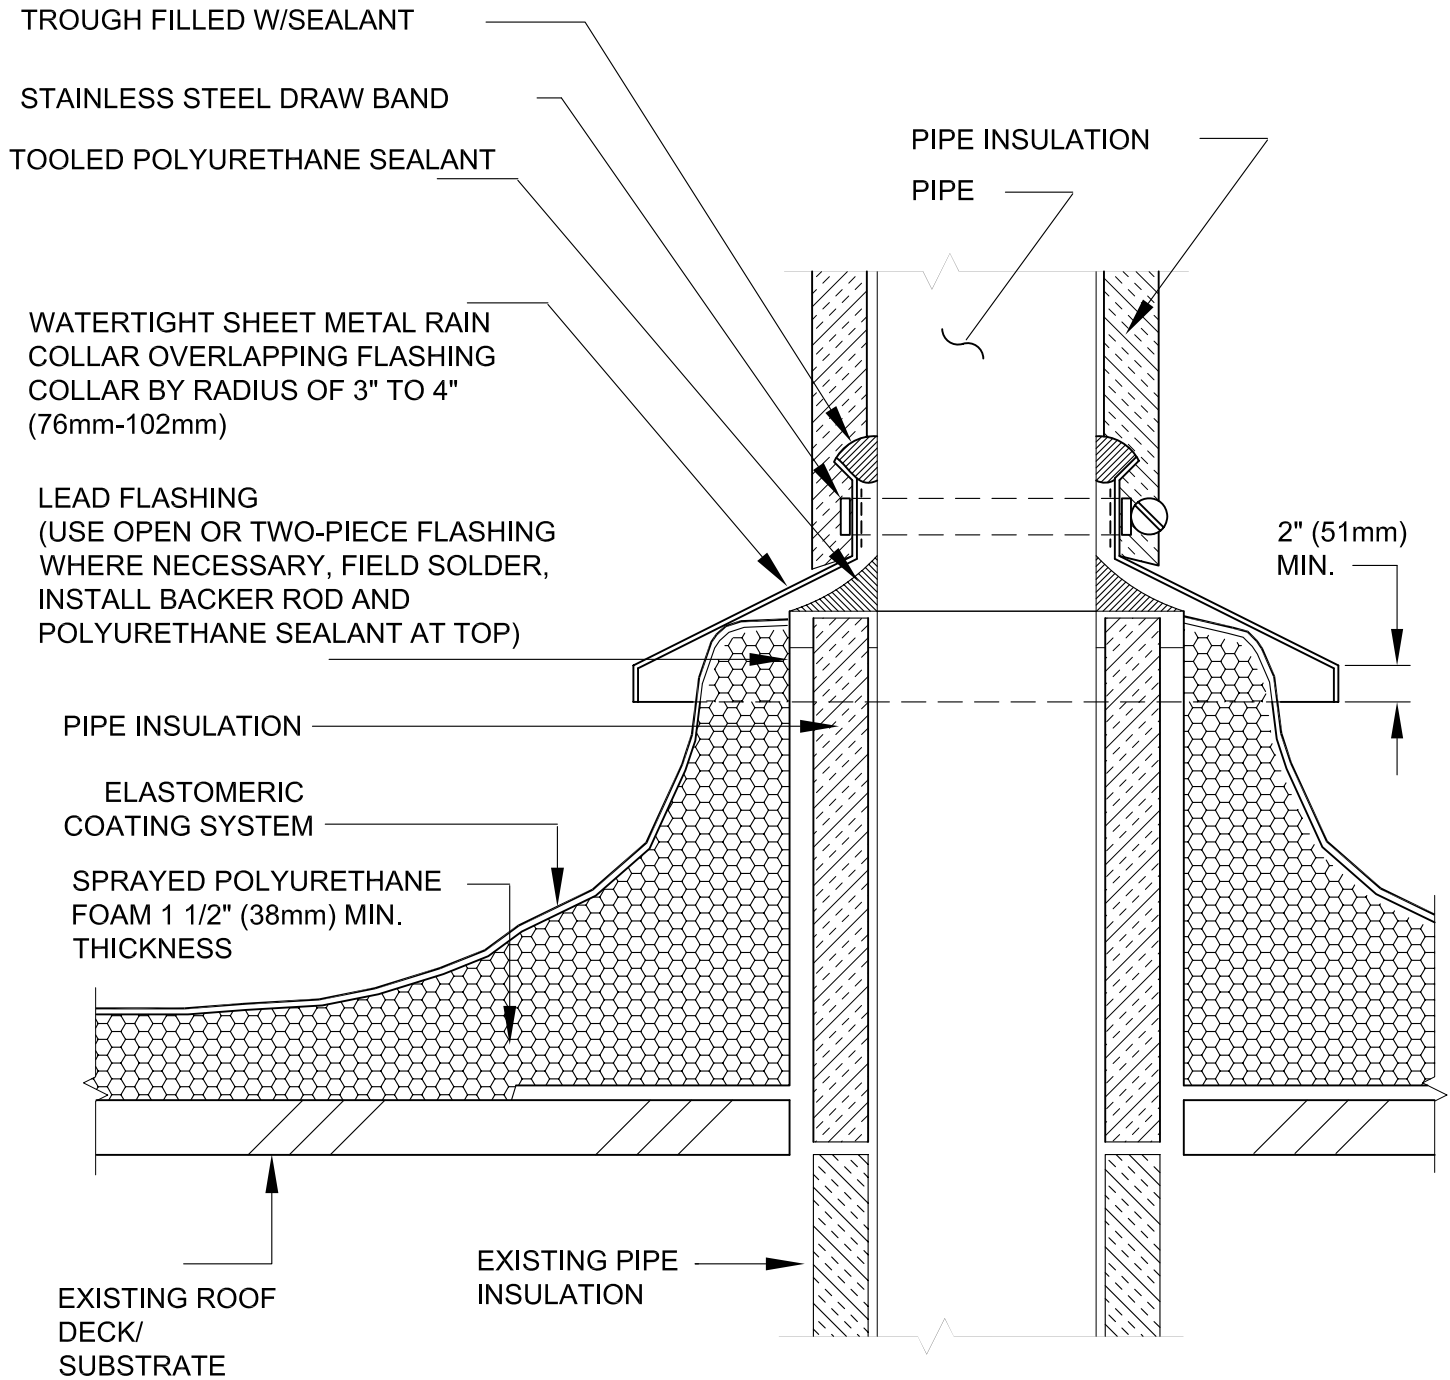 TROUGH FILLED W/SEALANT
STAINLESS STEEL DRAW BAND
TOOLED POLYURETHANE SEALANT
PIPE INSULATION
PIPE
WATERTIGHT SHEET METAL RAIN
COLLAR OVERLAPPING FLASHING
COLLAR BY RADIUS OF 3" TO 4"
(76mm-102mm)
LEAD FLASHING
(USE OPEN OR TWO-PIECE FLASHING
WHERE NECESSARY, FIELD SOLDER,
INSTALL BACKER ROD AND
POLYURETHANE SEALANT AT TOP)
2" (51mm)
MIN.
PIPE INSULATION
ELASTOMERIC
COATING SYSTEM
SPRAYED POLYURETHANE
FOAM 1 1/2" (38mm) MIN.
THICKNESS
EXISTING PIPE
INSULATION
EXISTING ROOF
DECK/
SUBSTRATE